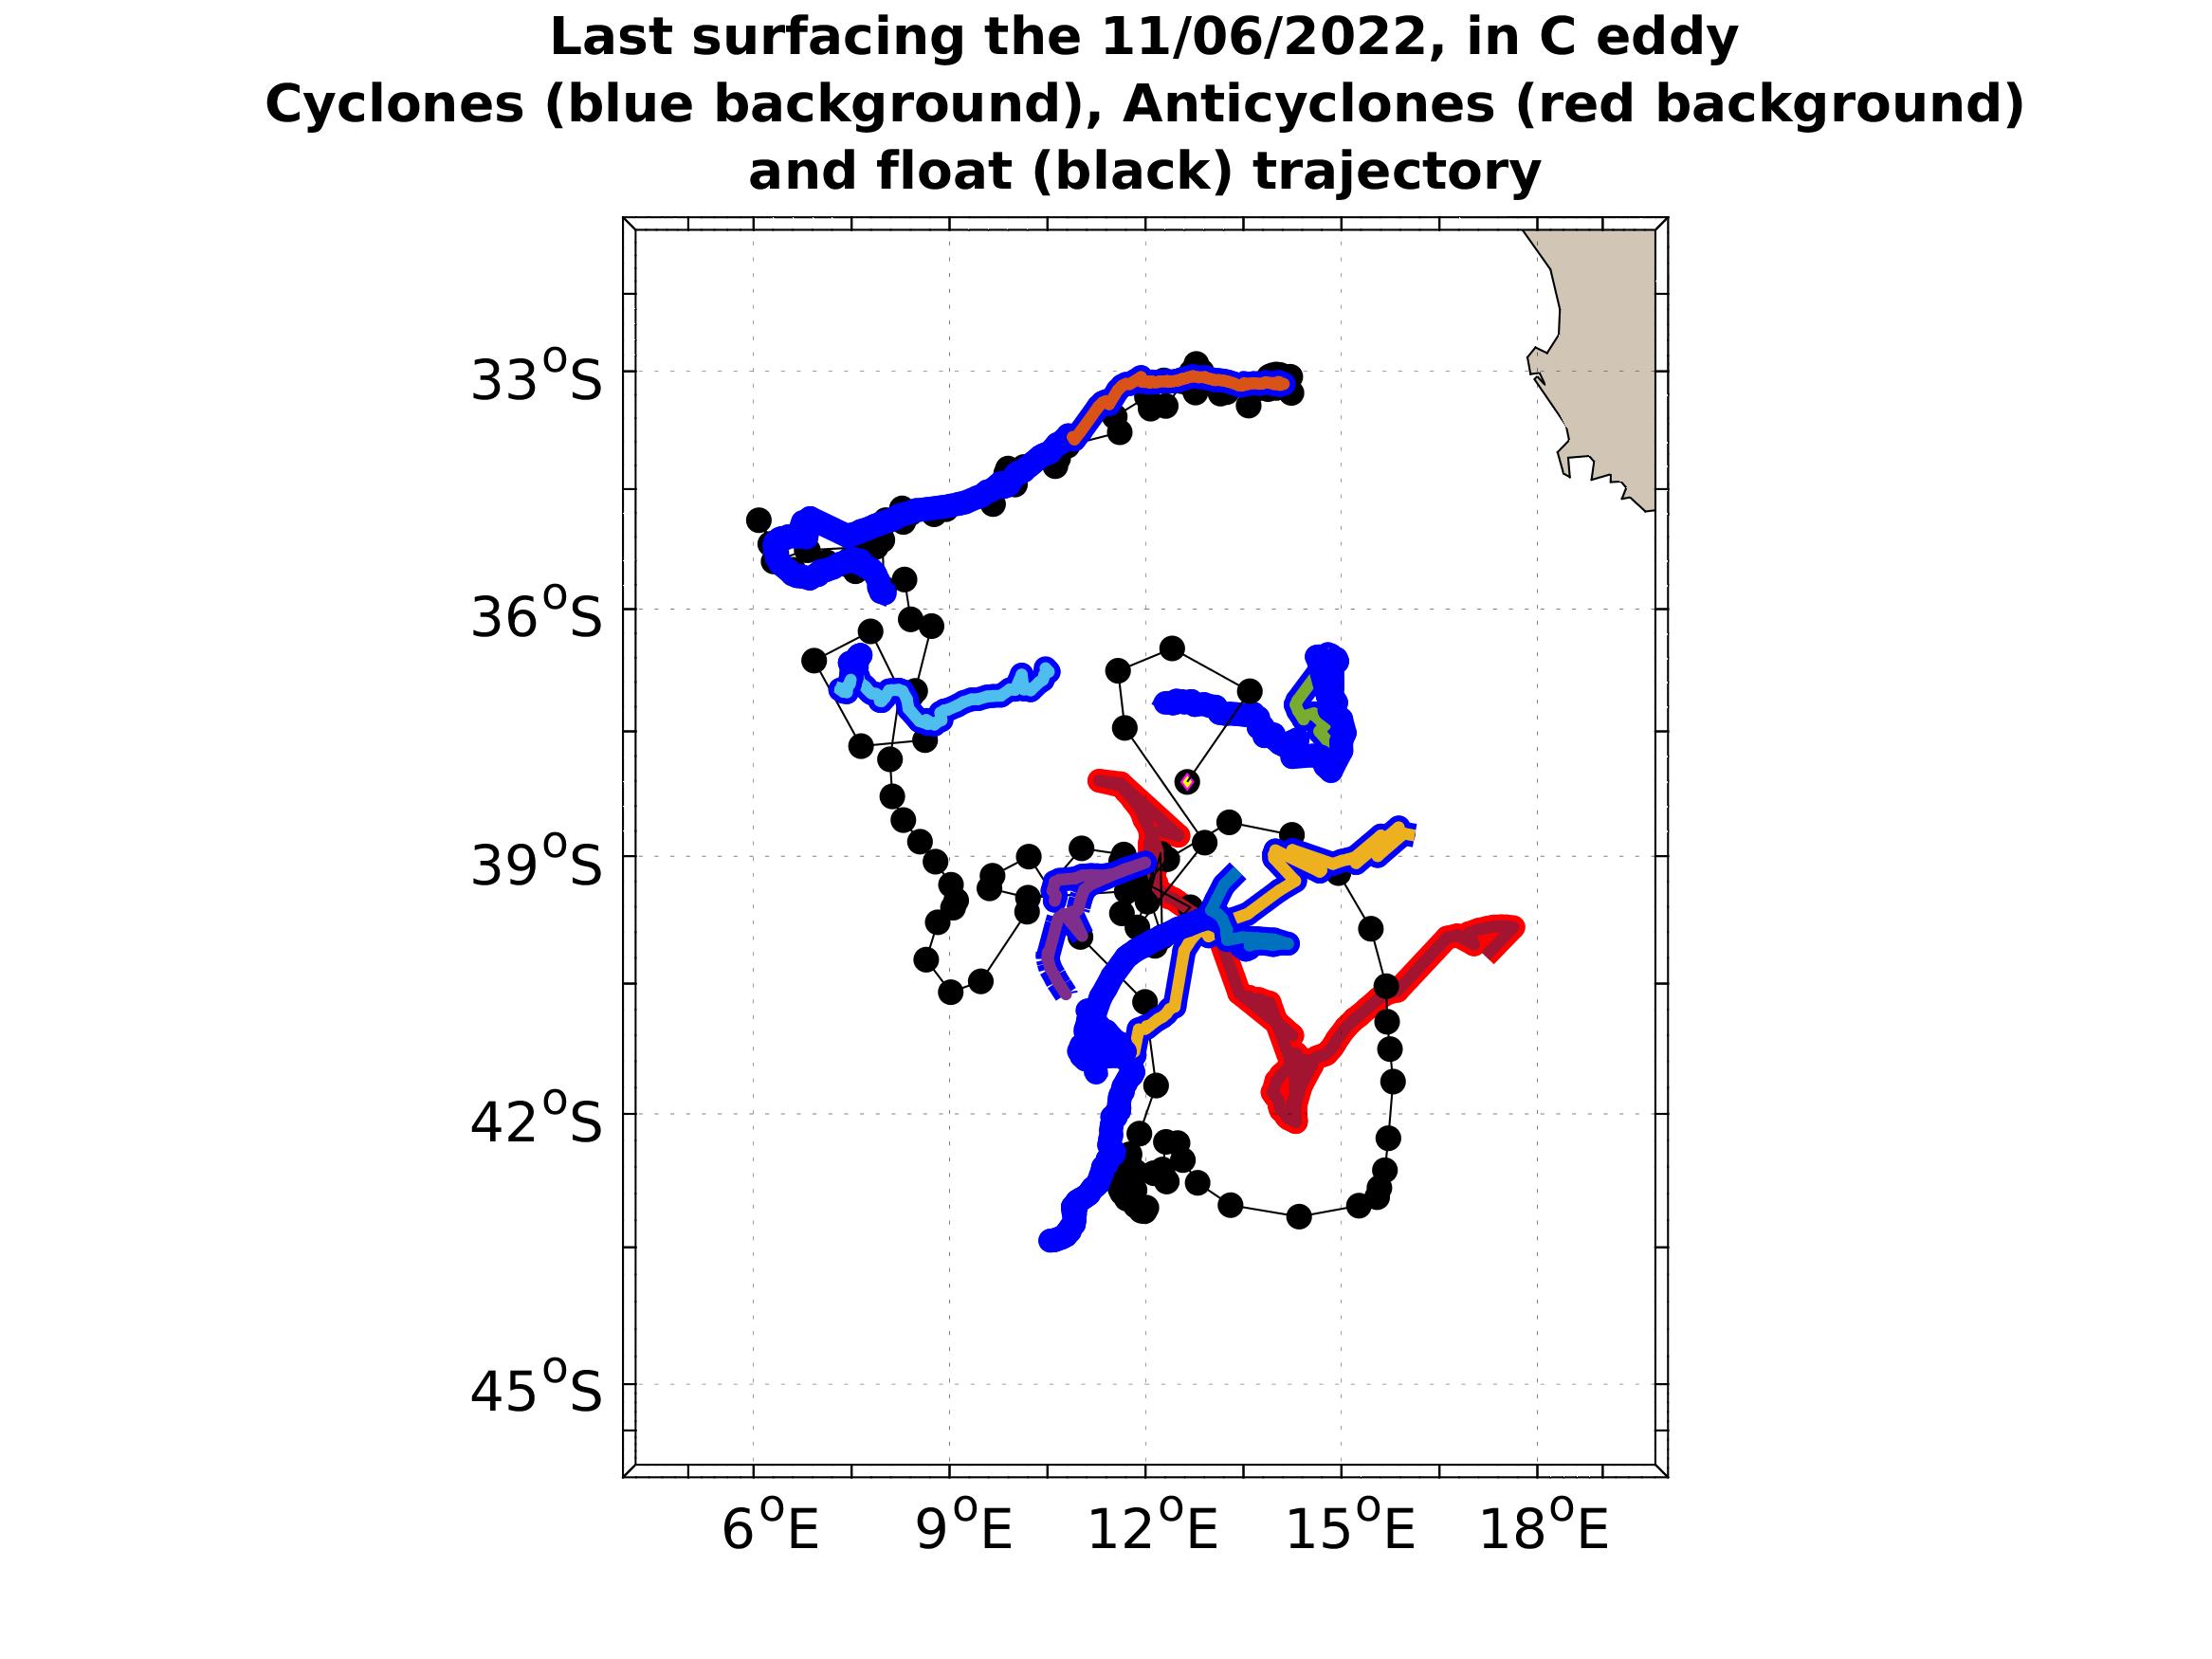 Last surfacing the 11/06/2022, in C eddy
Cyclones (blue background), Anticyclones (red background)
and float (black) trajectory
33°S
36°S
39°S
42°S
45°S
6°E 9°E 12°E 15°E 18°E